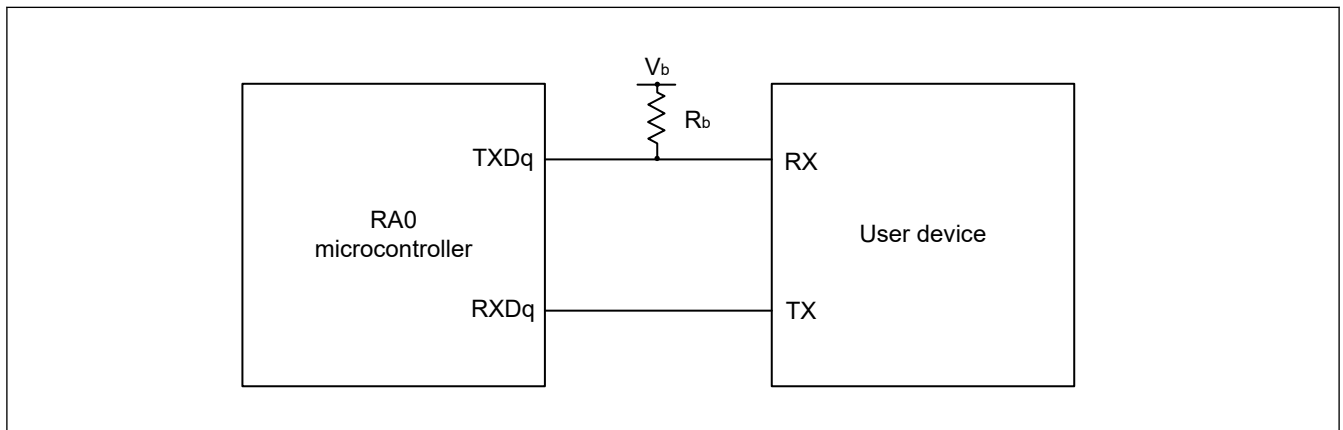 Vb
Rb
TXDq
RX
RA0
microcontroller
User device
RXDq
TX